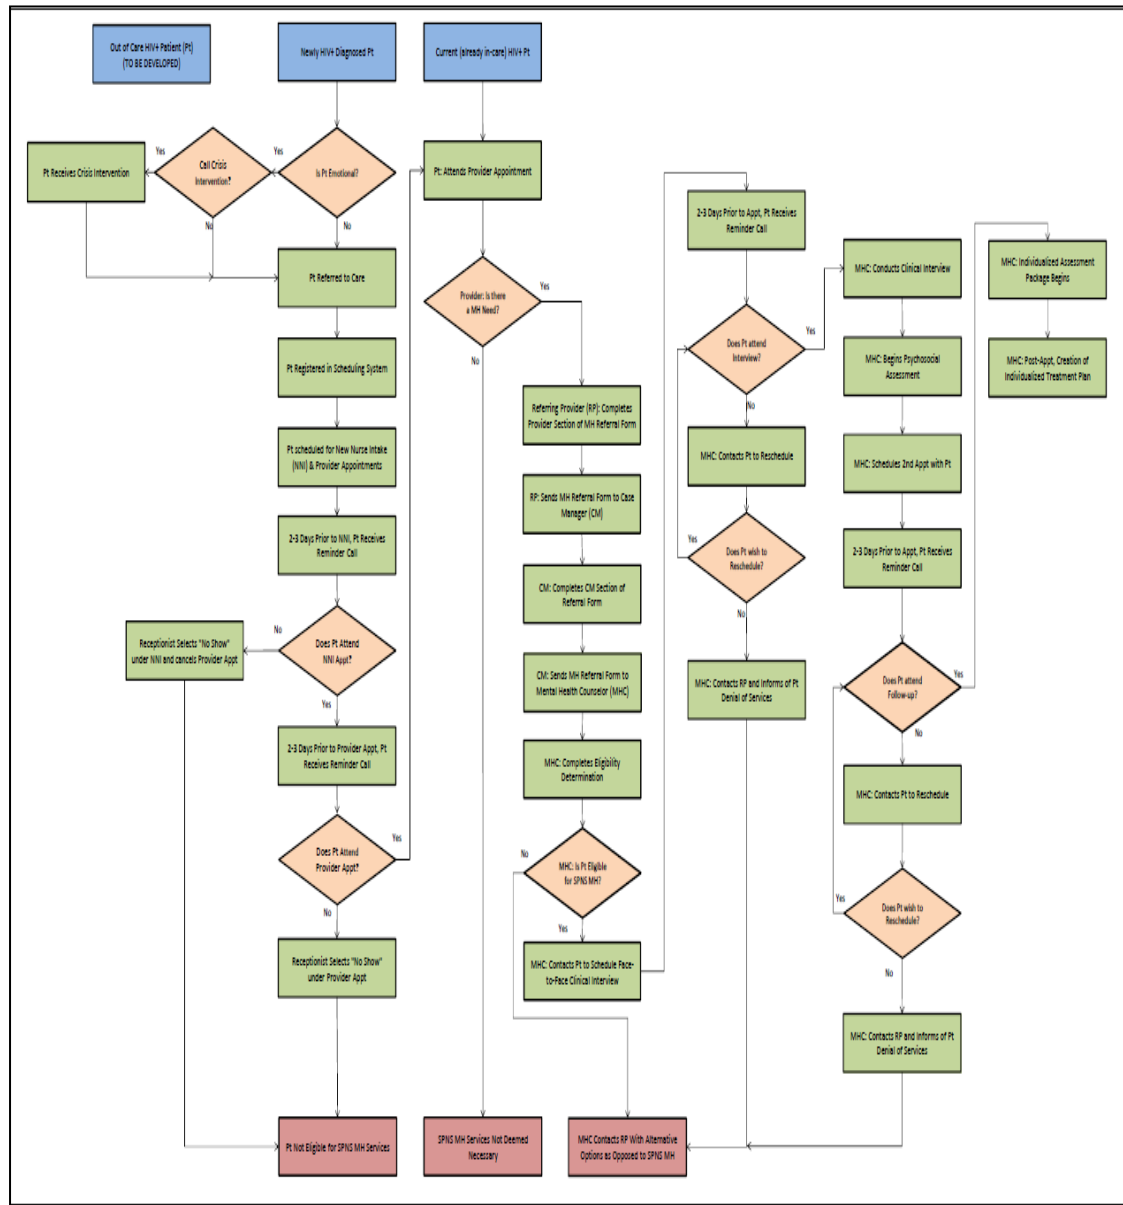 Out of Care HIV+ Patient (Pt)
(TO BE DEVELOPED)
Newly HIV+ Diagnosed Pt
Current (already in-care) HIV+ Pt
Yes
Call Crisis
Intervention?
Yes
Is Pt Emotional?
Pt Receives Crisis Intervention
No
No
Pt Referred to Care
Pt Registered in Scheduling System
Pt scheduled for New Nurse Intake
(NNI) & Provider Appointments
2-3 Days Prior to NNI, Pt Receives
Reminder Call
No
Does Pt Attend
NNI Appt?
Receptionist Selects "No Show"
under NNI and cancels Provider Appt
Yes
2-3 Days Prior to Provider Appt, Pt
Receives Reminder Call
Does Pt Attend
Provider Appt?
Yes
No
Receptionist Selects "No Show"
under Provider Appt
Pt Not Eligible for SPNS MH Services
Pt: Attends Provider Appointment
Provider: Is there
a MH Need?
Yes
No
SPNS MH Services Not Deemed
Necessary
Referring Provider (RP): Completes
Provider Section of MH Referral Form
RP: Sends MH Referral Form to Case
Manager (CM)
CM: Completes CM Section of
Referral Form
CM: Sends MH Referral Form to
Mental Health Counselor (MHC)
MHC: Completes Eligibility
Determination
No
MHC: Is Pt Eligible
for SPNS MH?
Yes
MHC: Contacts Pt to Schedule Face-
to-Face Clinical Interview
MHC Contacts RP With Alternative
Options as Opposed to SPNS MH
2-3 Days Prior to Appt, Pt Receives
Reminder Call
Does Pt attend
Interview?
Yes
No
MHC: Contacts Pt to Reschedule
Yes
Does Pt wish to
Reschedule?
No
MHC: Contacts RP and Informs of Pt
Denial of Services
MHC: Conducts Clinical Interview
MHC: Begins Psychosocial
Assessment
MHC: Schedules 2nd Appt with Pt
2-3 Days Prior to Appt, Pt Receives
Reminder Call
Does Pt attend
Follow-up?
Yes
No
MHC: Contacts Pt to Reschedule
Yes
Does Pt wish to
Reschedule?
No
MHC: Contacts RP and Informs of Pt
Denial of Services
MHC: Individualized Assessment
Package Begins
MHC: Post-Appt, Creation of
Individualized Treatment Plan